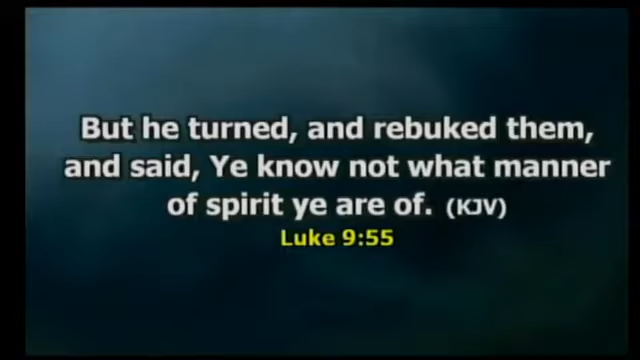 But he turned, and rebuked them,
and said, Ye know not what manner
of spirit ye are of. (KJV)
Luke 9:55